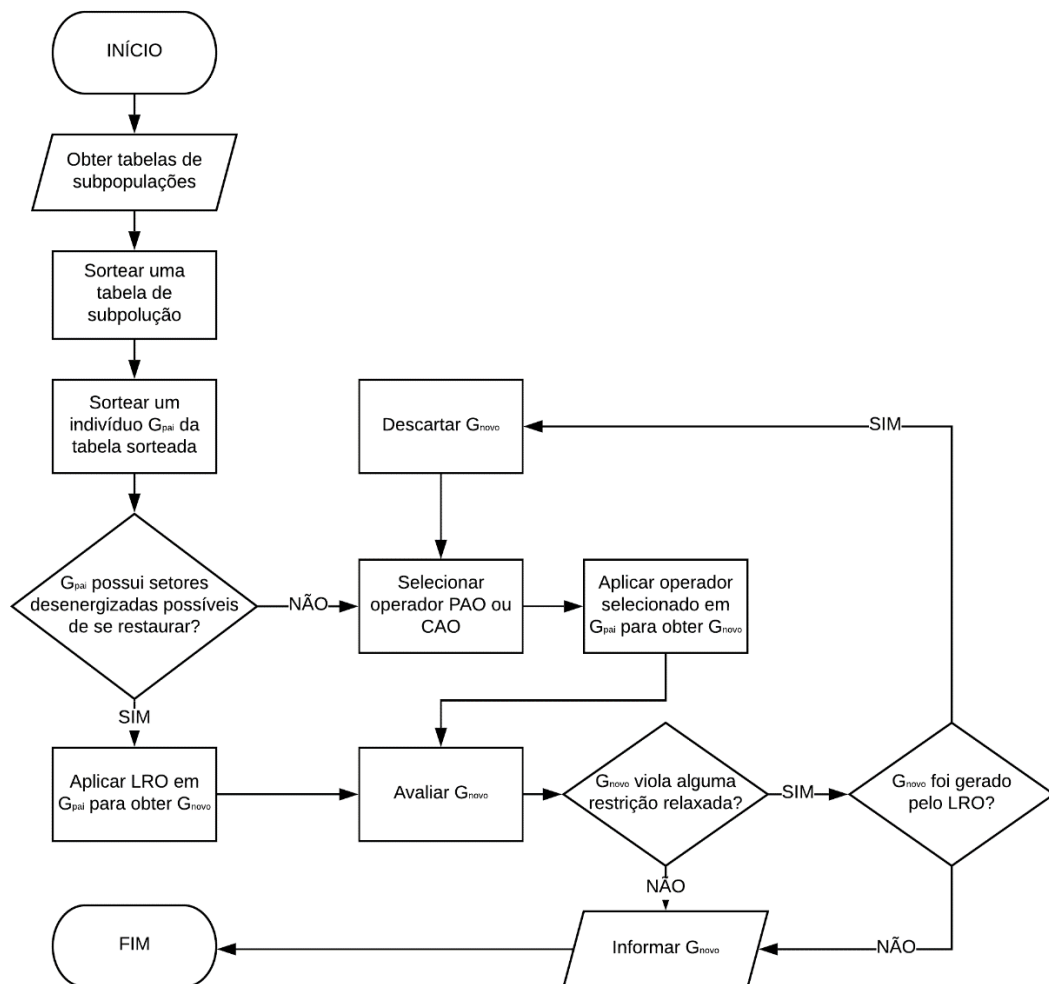 INÍCIO
Obter tabelas de
subpopulações
Sortear uma
tabela de
subpolução
Sortear um
indivíduo Gpai da
tabela sorteada
Descartar Gnovo
SIM
Gpai possui setores
desenergizadas possíveis
de se restaurar?
NÃO
Selecionar
operador PAO ou
CAO
Aplicar operador
selecionado em
Gpai para obter Gnovo
SIM
Aplicar LRO em
Gpai para obter Gnovo
Avaliar Gnovo
Gnovo viola alguma
restrição relaxada?
SIM
Gnovo foi gerado
pelo LRO?
NÃO
FIM
Informar Gnovo
NÃO